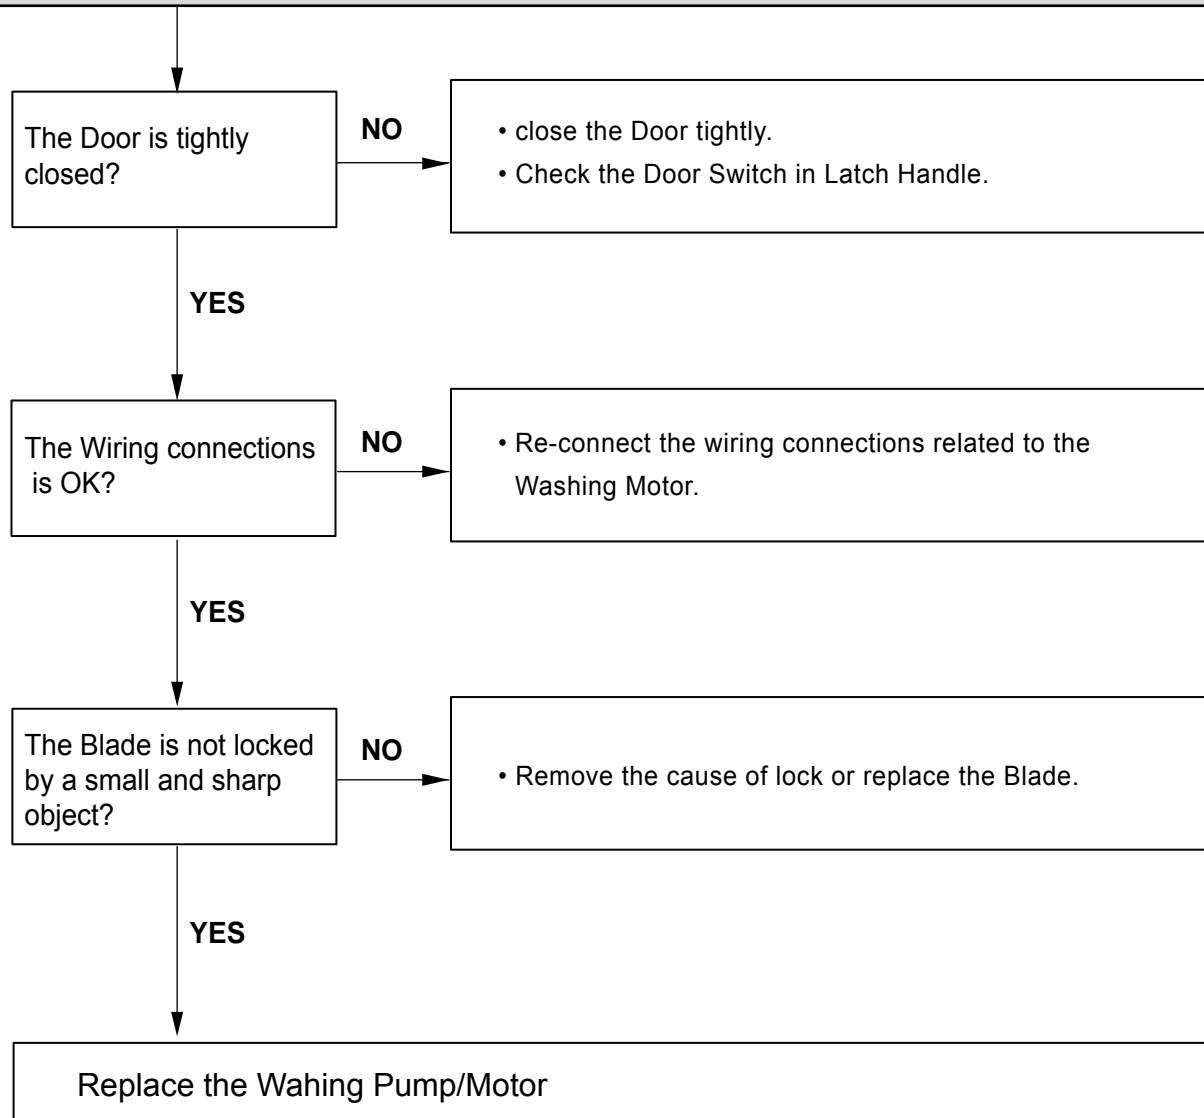 The Door is tightly
closed?
NO
• close the Door tightly.
• Check the Door Switch in Latch Handle.
YES
The Wiring connections
is OK?
NO
• Re-connect the wiring connections related to the
Washing Motor.
YES
The Blade is not locked
by a small and sharp
object?
NO
• Remove the cause of lock or replace the Blade.
YES
Replace the Wahing Pump/Motor